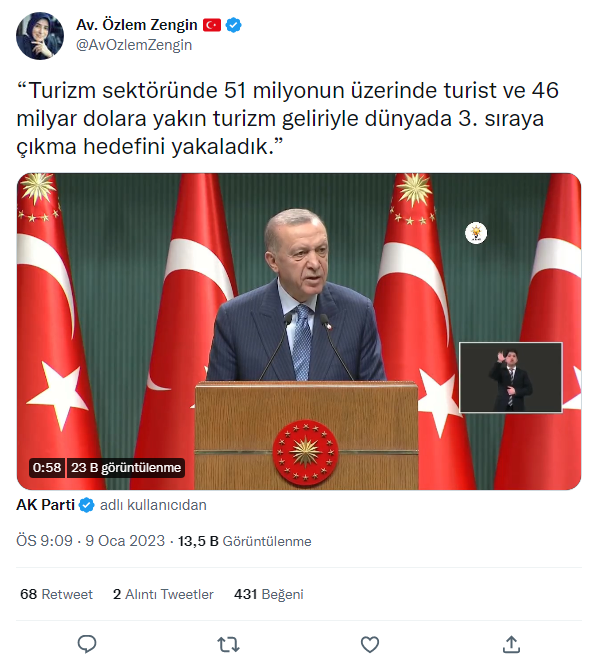 Av. Özlem Zengin
@AvOzlemZengin
“Turizm sektöründe 51 milyonun üzerinde turist ve 46
milyar dolara yakın turizm geliriyle dünyada 3. sıraya
çıkma hedefini yakaladık.”
0:58 23 B görüntülenme
AK Parti adlı kullanıcıdan
ÖS 9:09 · 9 Oca 2023 · 13,5 B Görüntülenme
68 Retweet 2 Alıntı Tweetler 431 Beğeni